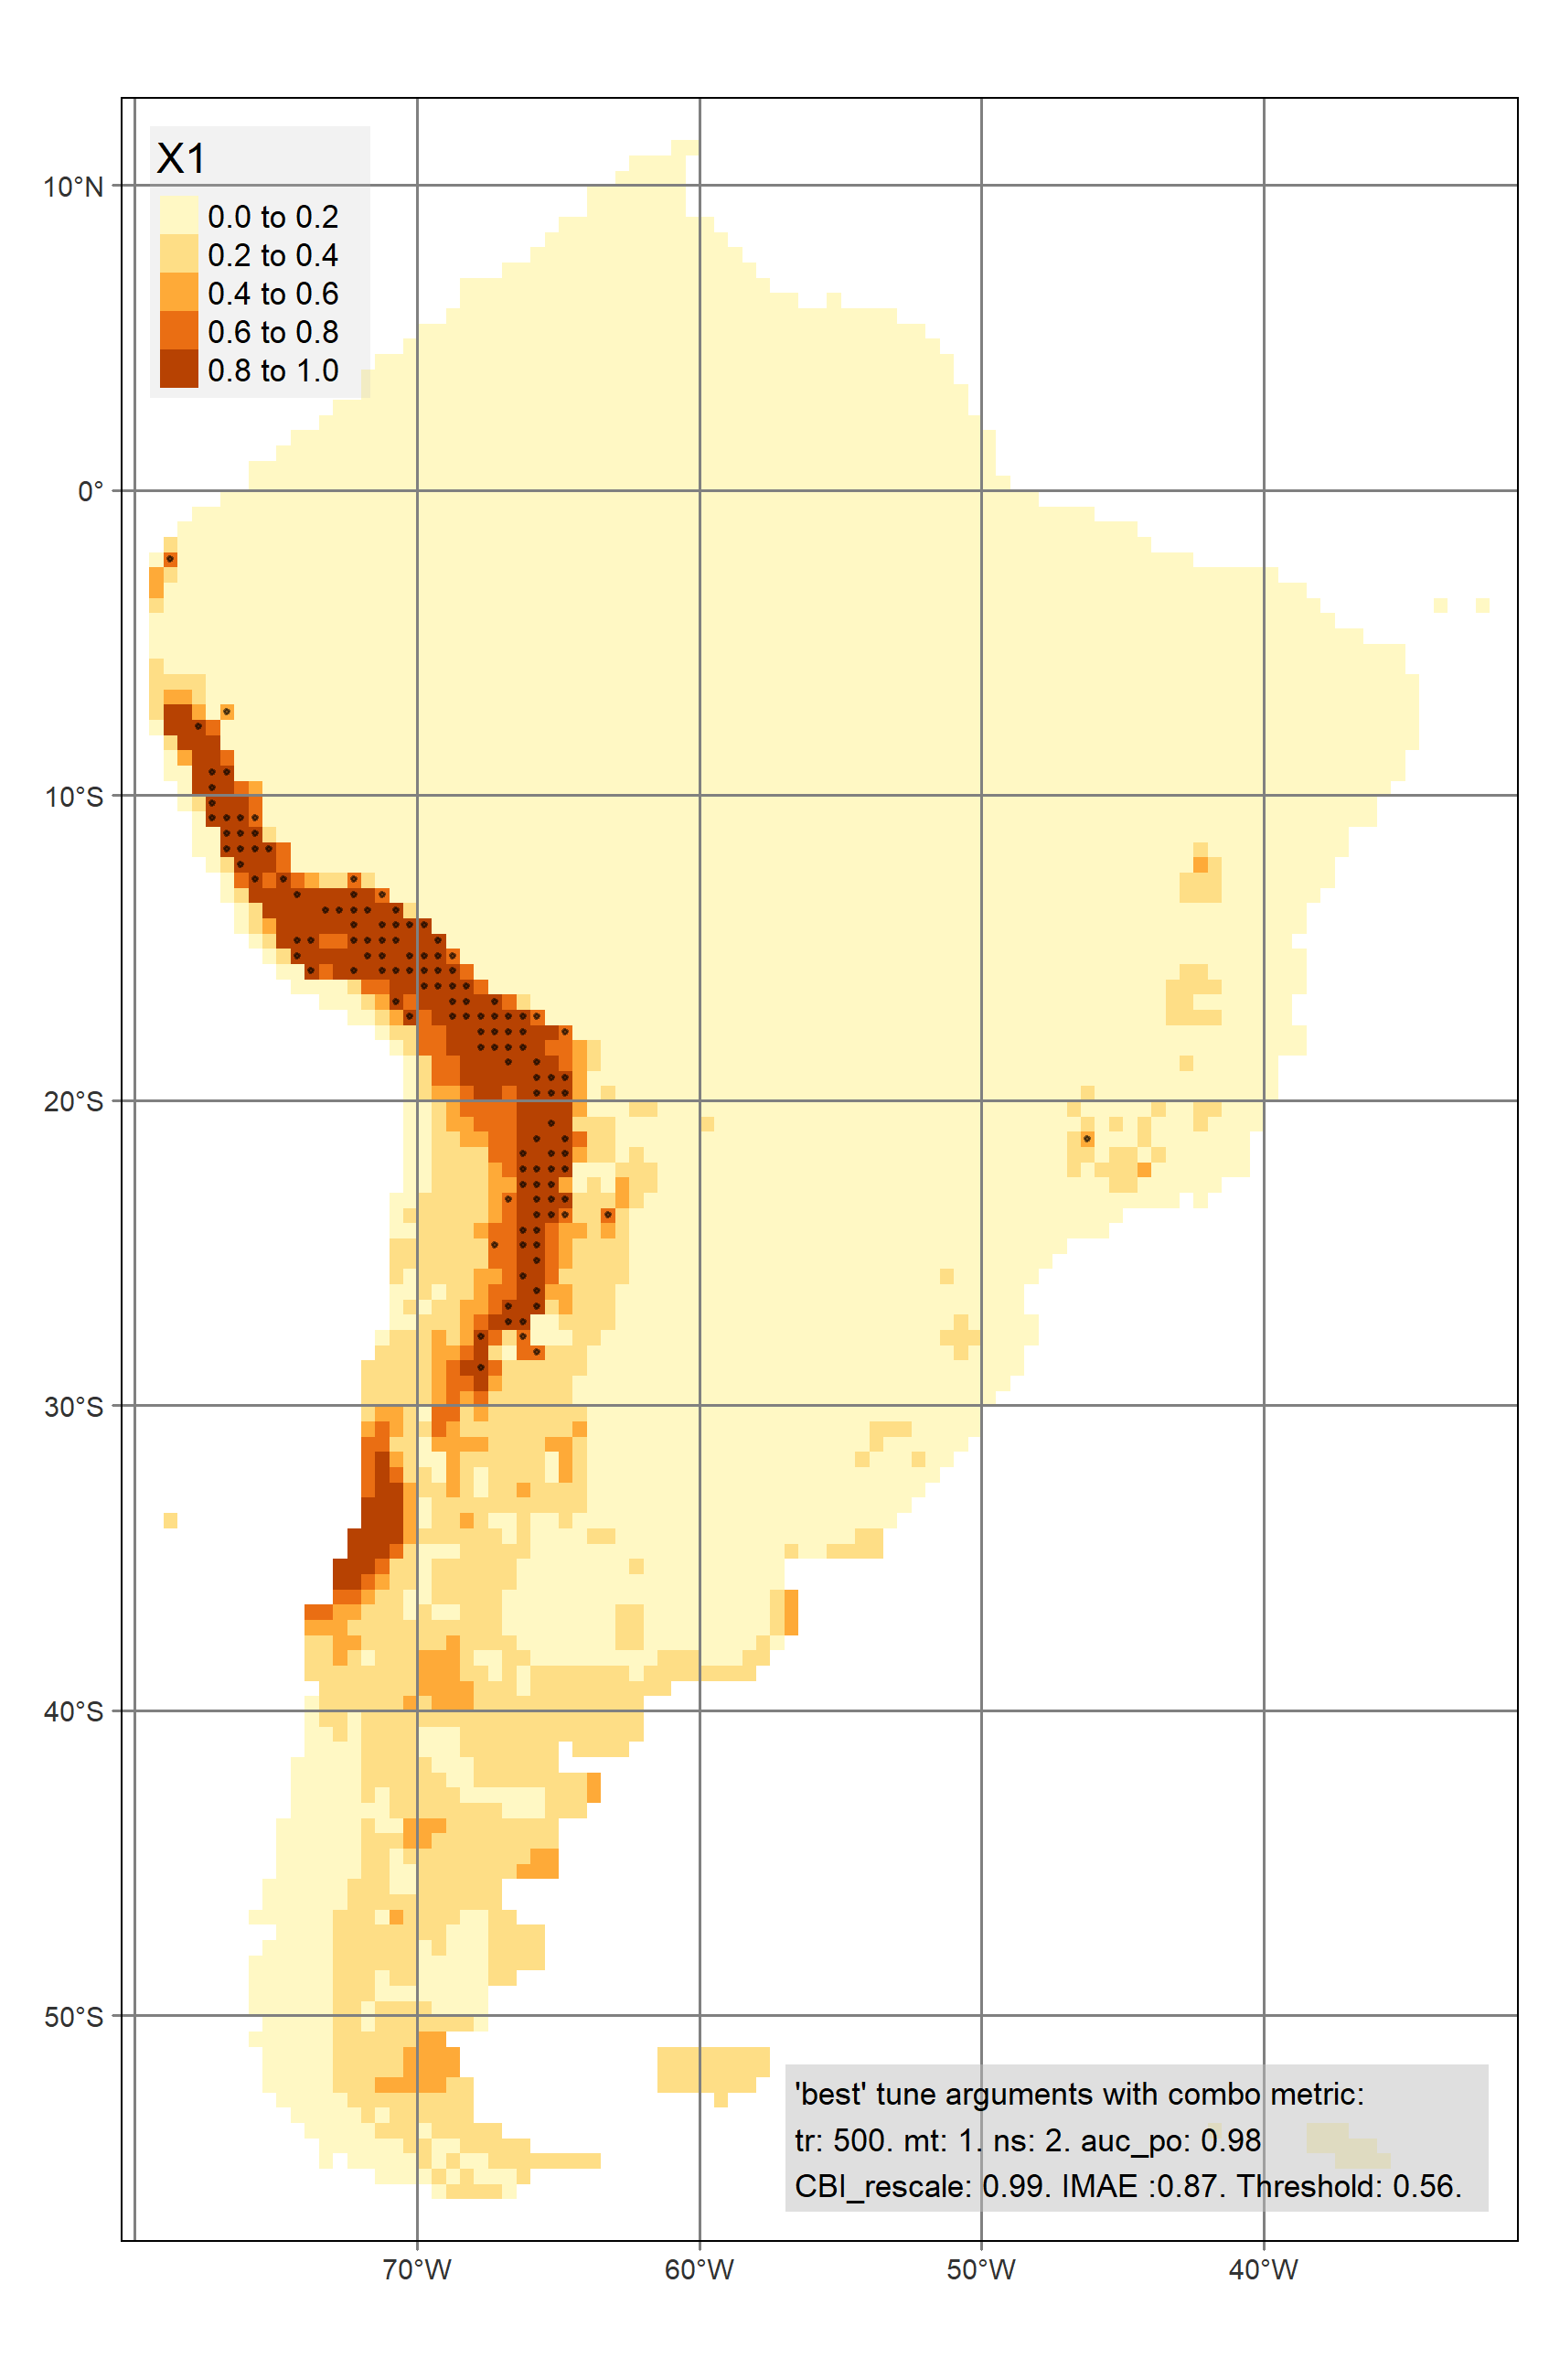 X1
0.0 to 0.2
0.2 to 0.4
0.4 to 0.6
0.6 to 0.8
0.8 to 1.0
10°N
0°
10°S
20°S
30°S
40°S
50°S
'best' tune arguments with combo metric:
tr: 500. mt: 1. ns: 2. auc_po: 0.98
CBI_rescale: 0.99. IMAE :0.87. Threshold: 0.56.
70°W 60°W 50°W 40°W